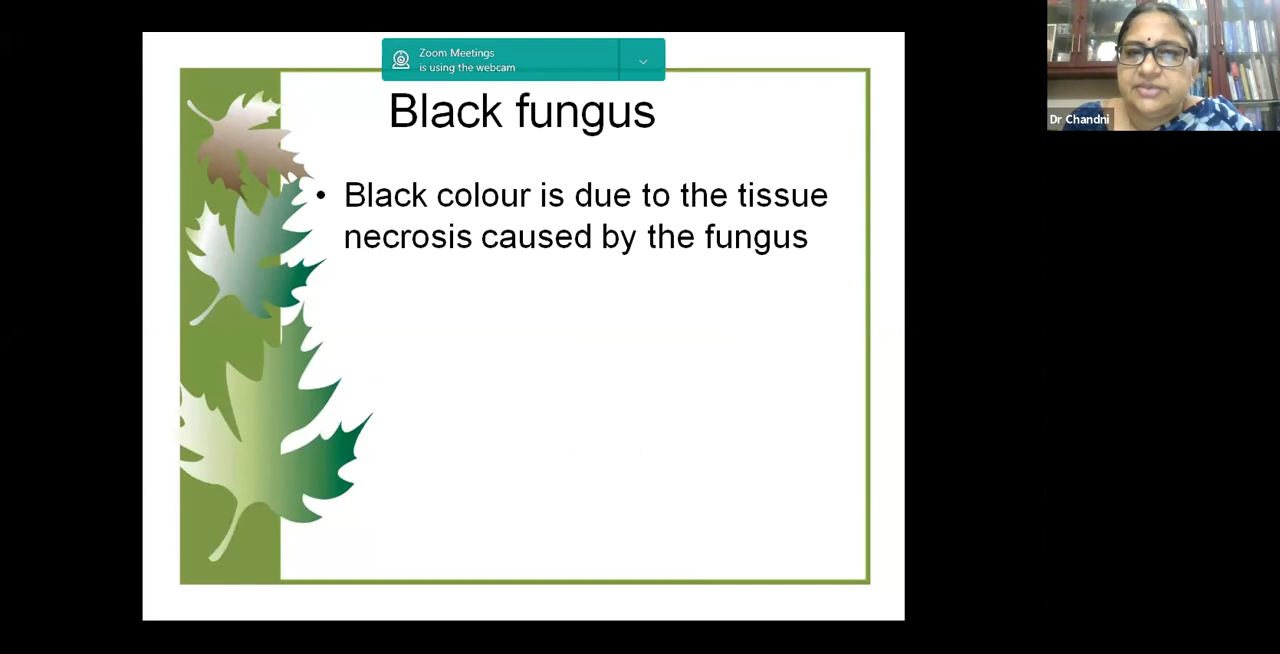 Zoom Meetings
is using the webcam
Black fungus
• Black colour is due to the tissue
necrosis caused by the fungus
Dr Chandni